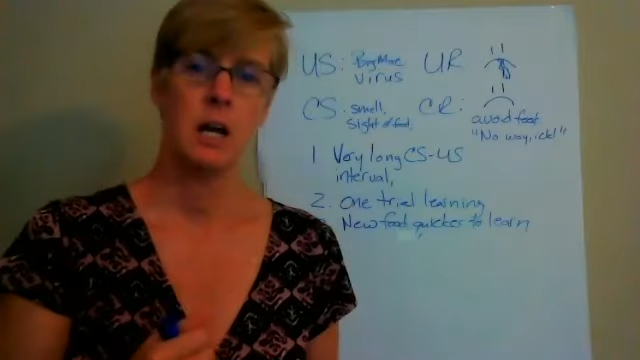 US: Big Mac UR
virus
CS: smell, CR:
sight of food, avoid food
"No way, ick!"
1 Very long CS-US
interval,
2. One trial learning
New food quicker to learn